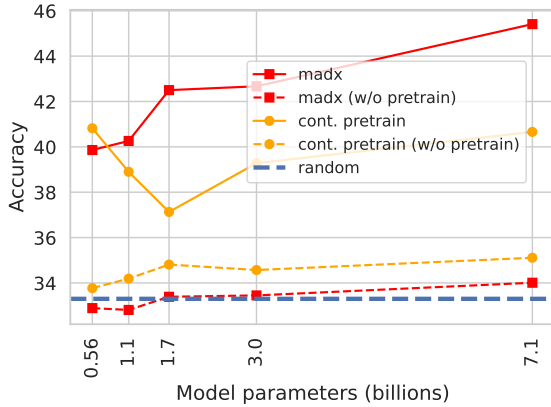 46
44
42
40
38
36
34
Accuracy
madx
madx (w/o pretrain)
cont. pretrain
cont. pretrain (w/o pretrain)
random
0.56
1.1
1.7
3.0
7.1
Model parameters (billions)